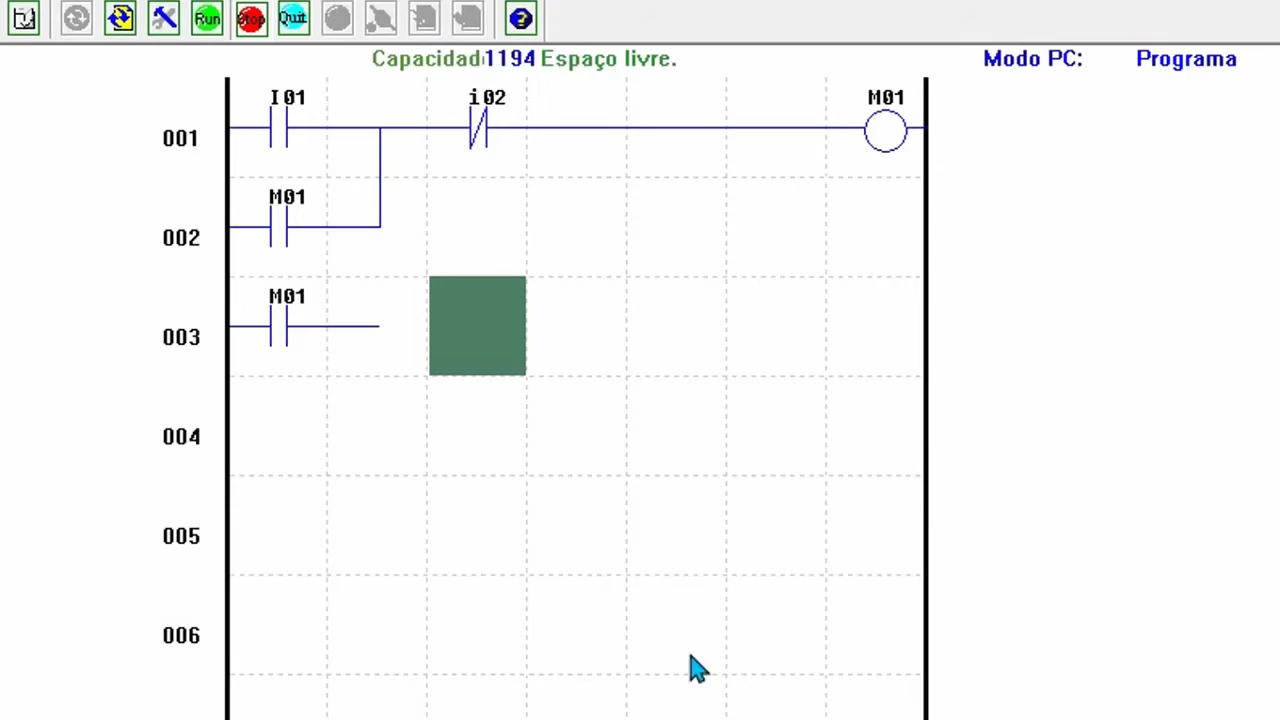 Run Stop Quit ?
Capacidad 1194 Espaço livre. Modo PC: Programa
I01 i02 M01
001
M01
002
M01
003
004
005
006